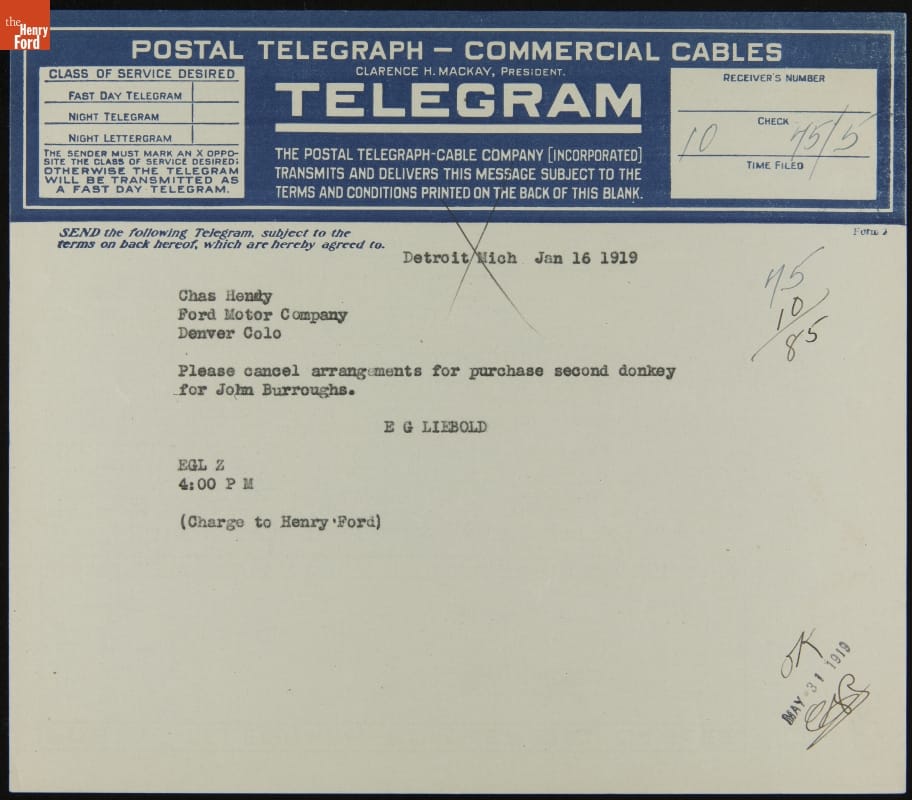 the
Henry
Ford
POSTAL TELEGRAPH – COMMERCIAL CABLES
CLARENCE H. MACKAY, PRESIDENT.
TELEGRAM
CLASS OF SERVICE DESIRED
FAST DAY TELEGRAM
NIGHT TELEGRAM
NIGHT LETTERGRAM
THE SENDER MUST MARK AN X OPPO-
SITE THE CLASS OF SERVICE DESIRED;
OTHERWISE THE TELEGRAM
WILL BE TRANSMITTED AS
A FAST DAY TELEGRAM.
THE POSTAL TELEGRAPH-CABLE COMPANY [INCORPORATED]
TRANSMITS AND DELIVERS THIS MESSAGE SUBJECT TO THE
TERMS AND CONDITIONS PRINTED ON THE BACK OF THIS BLANK.
RECEIVER'S NUMBER
CHECK
10 45/5
TIME FILED
SEND the following Telegram, subject to the
terms on back hereof, which are hereby agreed to.
Form 2
Detroit Mich Jan 16 1919
45
10
85
Chas Hendy
Ford Motor Company
Denver Colo
Please cancel arrangements for purchase second donkey
for John Burroughs.
E G LIEBOLD
EGL Z
4:00 P M
(Charge to Henry Ford)
OK
MAY 31 1919